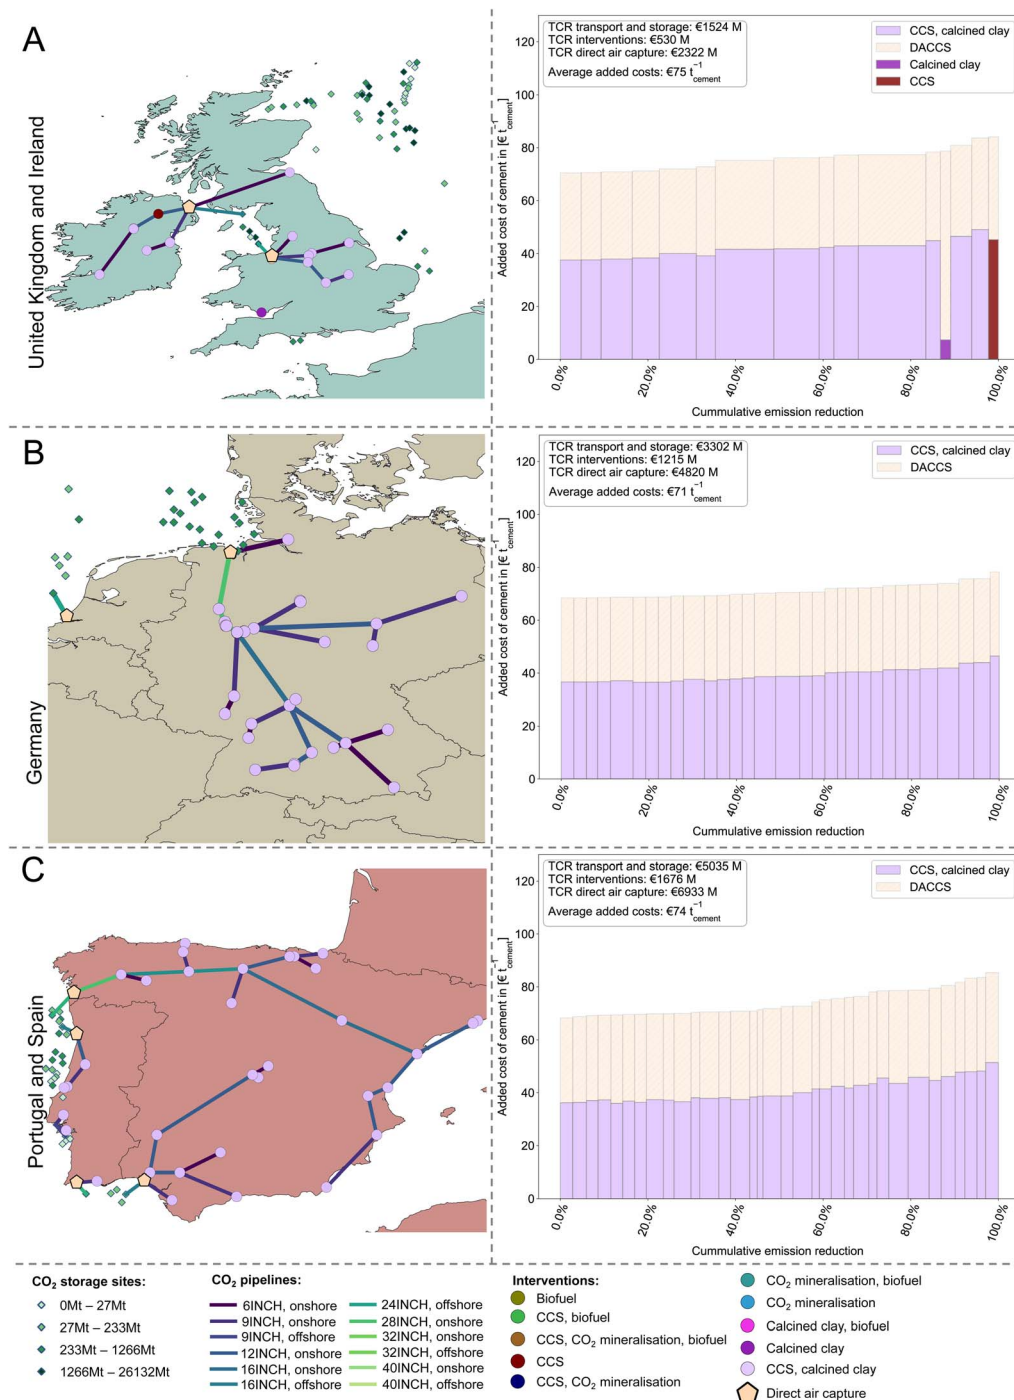 A
United Kingdom and Ireland
TCR transport and storage: €1524 M
TCR interventions: €530 M
TCR direct air capture: €2322 M
Average added costs: €75 t⁻¹cement
CCS, calcined clay
DACCS
Calcined clay
CCS
Added cost of cement in [€ t⁻¹cement]
120
100
80
60
40
20
0
0.0%
20.0%
40.0%
60.0%
80.0%
100.0%
Cummulative emission reduction
B
Germany
TCR transport and storage: €3302 M
TCR interventions: €1215 M
TCR direct air capture: €4820 M
Average added costs: €71 t⁻¹cement
CCS, calcined clay
DACCS
Added cost of cement in [€ t⁻¹cement]
120
100
80
60
40
20
0
0.0%
20.0%
40.0%
60.0%
80.0%
100.0%
Cummulative emission reduction
C
Portugal and Spain
TCR transport and storage: €5035 M
TCR interventions: €1676 M
TCR direct air capture: €6933 M
Average added costs: €74 t⁻¹cement
CCS, calcined clay
DACCS
Added cost of cement in [€ t⁻¹cement]
120
100
80
60
40
20
0
0.0%
20.0%
40.0%
60.0%
80.0%
100.0%
Cummulative emission reduction
CO₂ storage sites:
0Mt – 27Mt
27Mt – 233Mt
233Mt – 1266Mt
1266Mt – 26132Mt
CO₂ pipelines:
6INCH, onshore
9INCH, onshore
9INCH, offshore
12INCH, onshore
16INCH, onshore
16INCH, offshore
24INCH, offshore
28INCH, onshore
32INCH, onshore
32INCH, offshore
40INCH, onshore
40INCH, offshore
Interventions:
Biofuel
CCS, biofuel
CCS, CO₂ mineralisation, biofuel
CCS
CCS, CO₂ mineralisation
CO₂ mineralisation, biofuel
CO₂ mineralisation
Calcined clay, biofuel
Calcined clay
CCS, calcined clay
Direct air capture